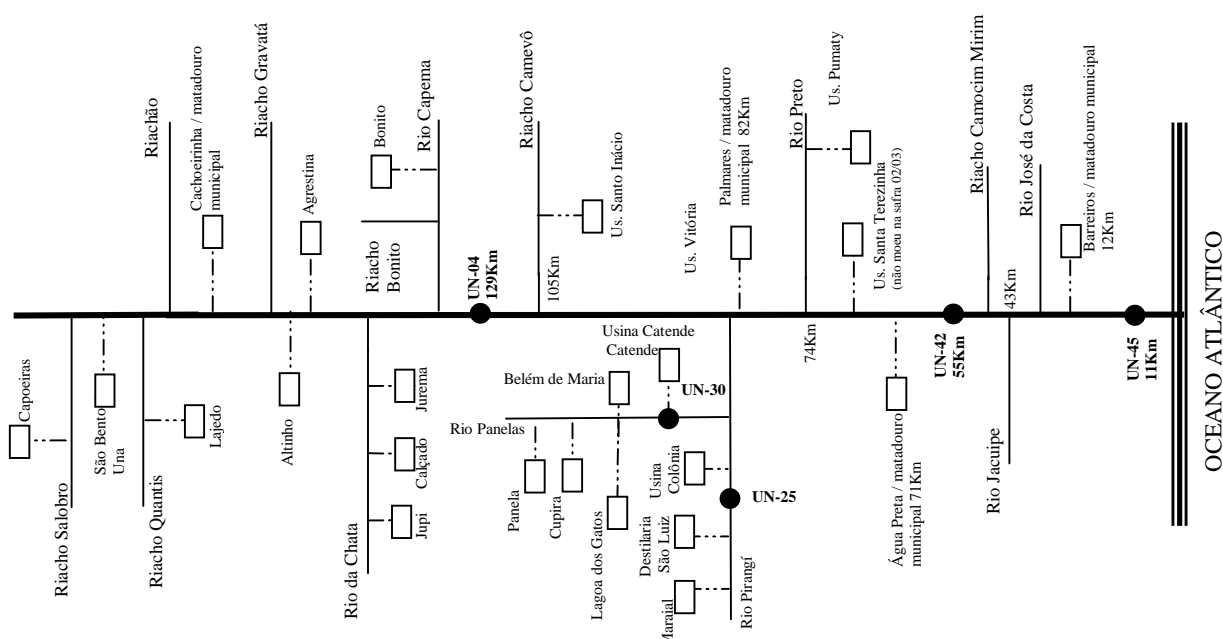 Riachão
Cachoeirinha / matadouro
municipal
Riacho Gravatá
Agrestina
Bonito
Riacho
Bonito
Rio Capema
UN-04
129Km
Riacho Camevô
105Km
Us. Santo Inácio
Us. Vitória
Palmares / matadouro
municipal 82Km
Rio Preto
Us. Pumaty
74Km
Us. Santa Terezinha
(não moeu na safra 02/03)
UN-42
55Km
Riacho Camocim Mirim
43Km
Rio José da Costa
Barreiros / matadouro municipal
12Km
UN-45
11Km
OCEANO ATLÂNTICO
Capoeiras
Riacho Salobro
São Bento
Una
Riacho Quantis
Lajedo
Altinho
Rio da Chata
Jurema
Calçado
Jupi
Usina Catende
Catende
Belém de Maria
UN-30
Rio Panelas
Panela
Cupira
Lagoa dos Gatos
Usina
Colônia
UN-25
Destilaria
São Luiz
Maraial
Rio Pirangí
Água Preta / matadouro
municipal 71Km
Rio Jacuipe